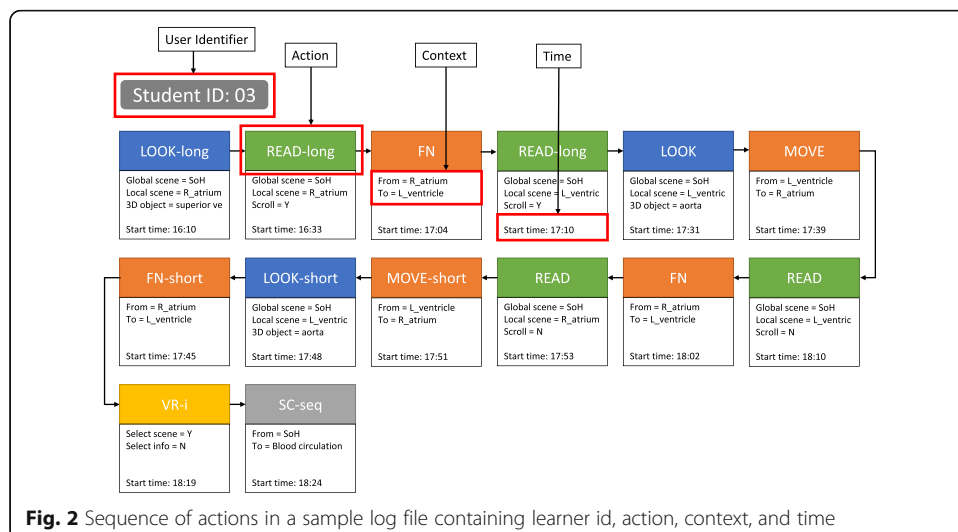 User Identifier
Action
Context
Time
Student ID: 03
LOOK-long
Global scene = SoH
Local scene = R_atrium
3D object = superior ve
Start time: 16:10
READ-long
Global scene = SoH
Local scene = R_atrium
Scroll = Y
Start time: 16:33
FN
From = R_atrium
To = L_ventricle
Start time: 17:04
READ-long
Global scene = SoH
Local scene = L_ventric
Scroll = Y
Start time: 17:10
LOOK
Global scene = SoH
Local scene = L_ventric
3D object = aorta
Start time: 17:31
MOVE
From = L_ventricle
To = R_atrium
Start time: 17:39
FN-short
From = R_atrium
To = L_ventricle
Start time: 17:45
LOOK-short
Global scene = SoH
Local scene = L_ventric
3D object = aorta
Start time: 17:48
MOVE-short
From = L_ventricle
To = R_atrium
Start time: 17:51
READ
Global scene = SoH
Local scene = R_atrium
Scroll = N
Start time: 17:53
FN
From = R_atrium
To = L_ventricle
Start time: 18:02
READ
Global scene = SoH
Local scene = L_ventric
Scroll = N
Start time: 18:10
VR-i
Select scene = Y
Select info = N
Start time: 18:19
SC-seq
From = SoH
To = Blood circulation
Start time: 18:24
Fig. 2 Sequence of actions in a sample log file containing learner id, action, context, and time